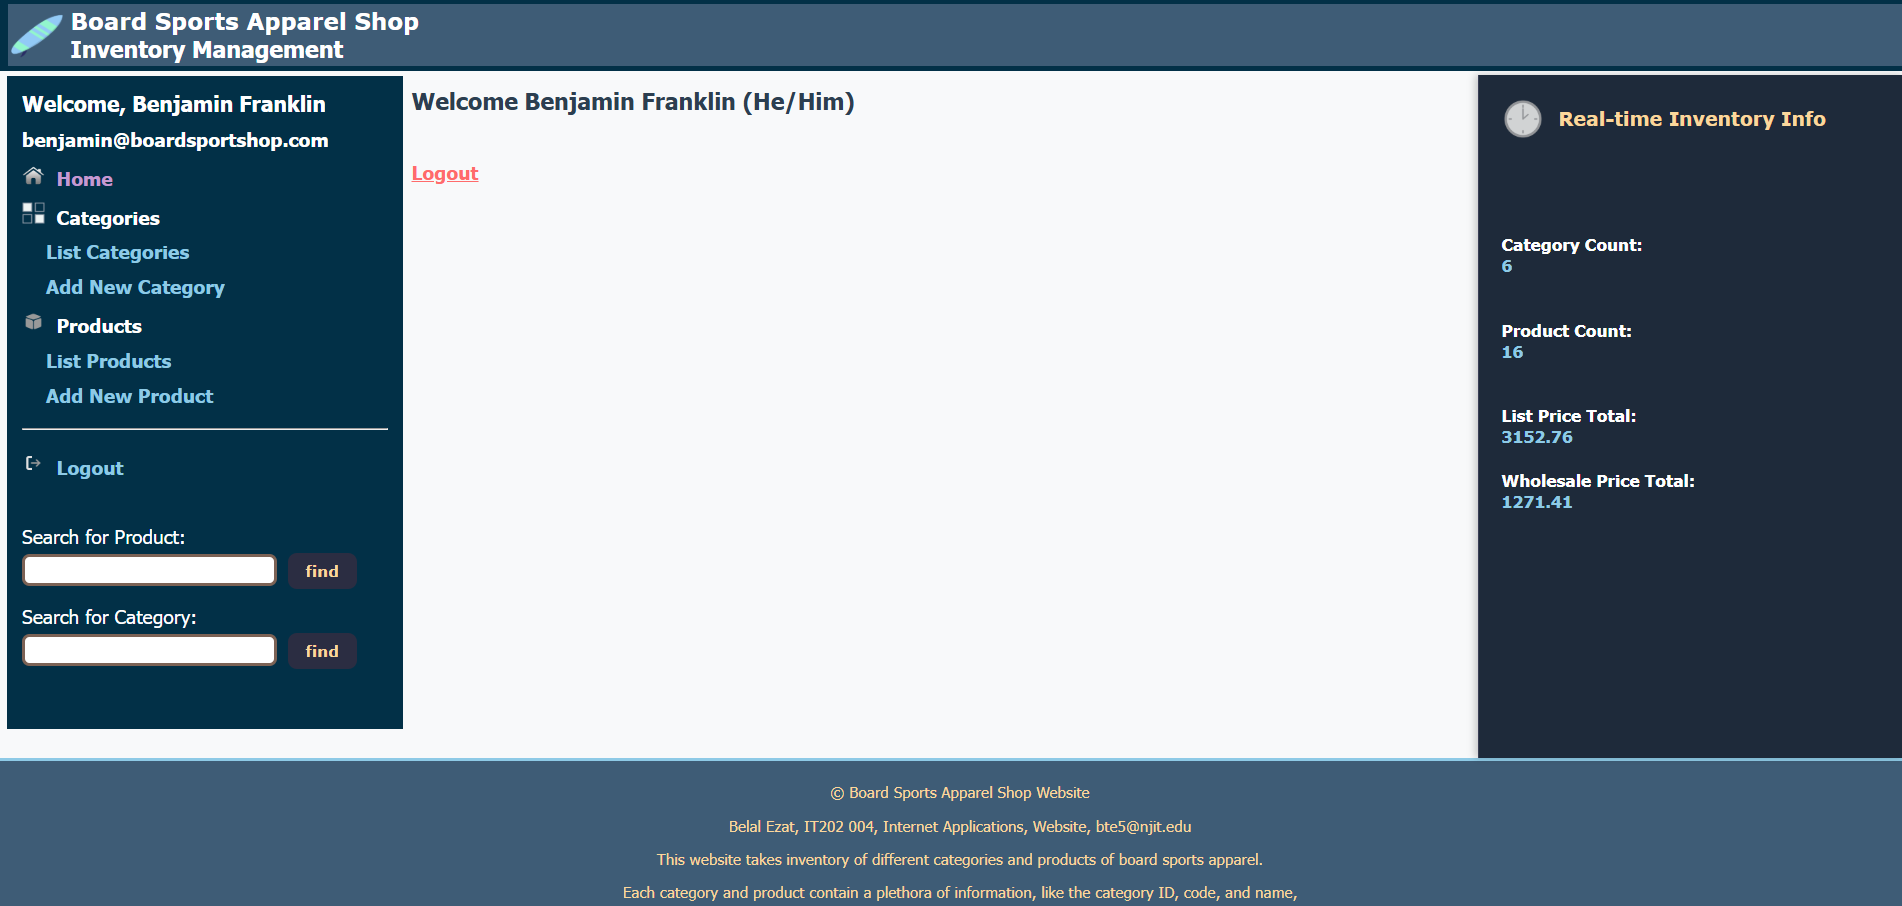 Board Sports Apparel Shop
Inventory Management
Welcome, Benjamin Franklin
benjamin@boardsportshop.com
Home
Categories
List Categories
Add New Category
Products
List Products
Add New Product
Logout
Search for Product:
find
Search for Category:
find
Welcome Benjamin Franklin (He/Him)
Logout
Real-time Inventory Info
Category Count:
6
Product Count:
16
List Price Total:
3152.76
Wholesale Price Total:
1271.41
© Board Sports Apparel Shop Website
Belal Ezat, IT202 004, Internet Applications, Website, bte5@njit.edu
This website takes inventory of different categories and products of board sports apparel.
Each category and product contain a plethora of information, like the category ID, code, and name,